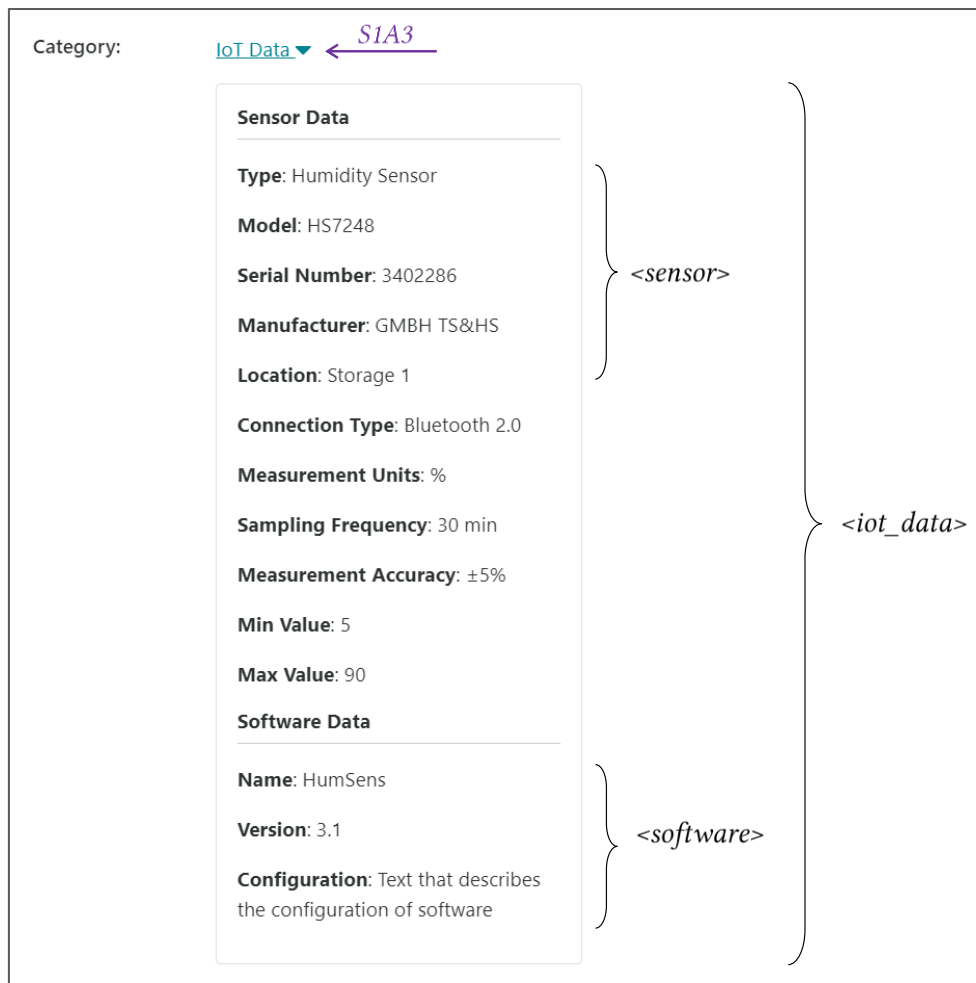 Category:
IoT Data
S1A3
Sensor Data
Type: Humidity Sensor
Model: HS7248
Serial Number: 3402286
<sensor>
Manufacturer: GMBH TS&HS
Location: Storage 1
Connection Type: Bluetooth 2.0
Measurement Units: %
Sampling Frequency: 30 min
<iot_data>
Measurement Accuracy: ±5%
Min Value: 5
Max Value: 90
Software Data
Name: HumSens
Version: 3.1
<software>
Configuration: Text that describes
the configuration of software